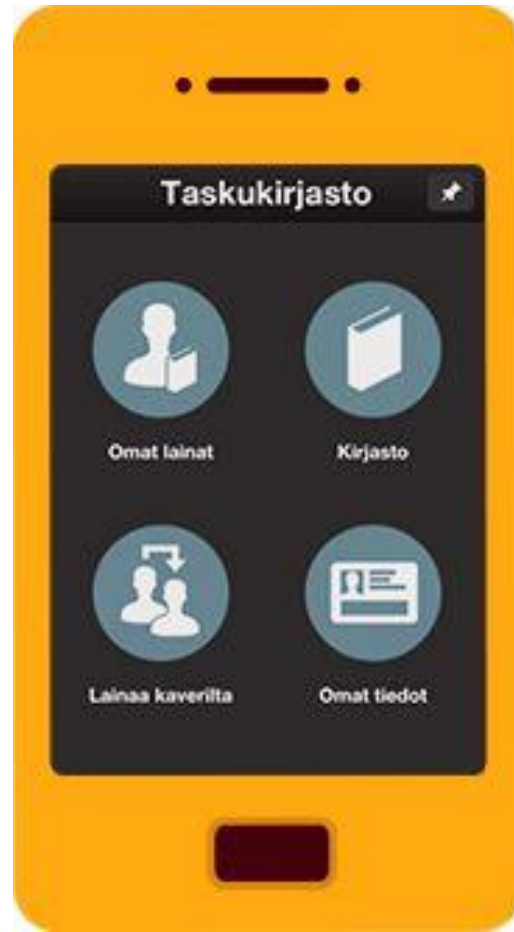 Taskukirjasto
Omat lainat
Kirjasto
Lainaa kaverilta
Omat tiedot